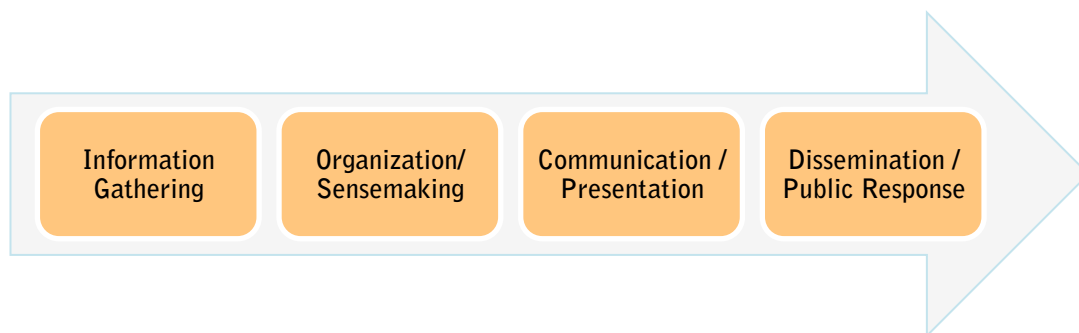 Information
Gathering
Organization/
Sensemaking
Communication /
Presentation
Dissemination /
Public Response